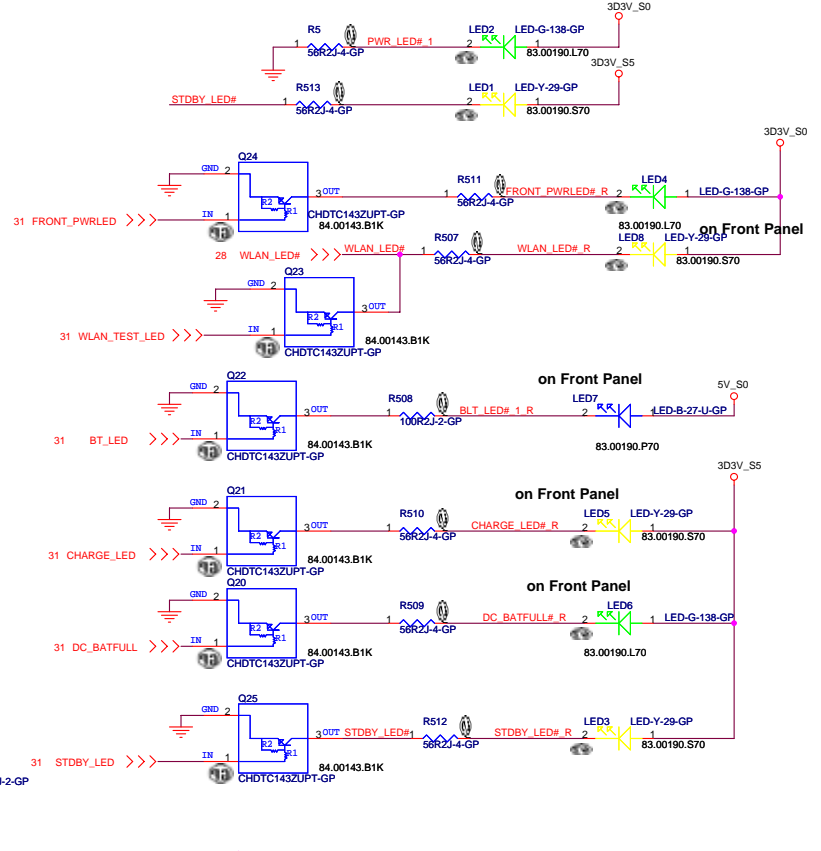 3D3V_S0
R5
LED2 LED-G-138-GP
1 PWR_LED#_1 2 1
56R2J-4-GP 83.00190.L70
3D3V_S5
R513 LED1 LED-Y-29-GP
STDBY_LED# 1 2 1
56R2J-4-GP 83.00190.S70
3D3V_S0
Q24
GND 2
R2
R1
3 OUT
IN 1
31 FRONT_PWRLED
CHDTC143ZUPT-GP
84.00143.B1K
R511
1 FRONT_PWRLED#_R 2 LED4 1 LED-G-138-GP
56R2J-4-GP
83.00190.L70
on Front Panel
28 WLAN_LED# WLAN_LED# 1 R507 WLAN_LED#_R 2 LED8 1 LED-Y-29-GP
56R2J-4-GP 83.00190.S70
Q23
GND 2
R2
R1
3 OUT
IN 1
31 WLAN_TEST_LED
84.00143.B1K
CHDTC143ZUPT-GP
on Front Panel
Q22
GND 2
R2
R1
3 OUT
IN 1
31 BT_LED
84.00143.B1K
CHDTC143ZUPT-GP
R508 LED7 5V_S0
1 BLT_LED#_1_R 2 1 LED-B-27-U-GP
100R2J-2-GP
83.00190.P70
3D3V_S5
on Front Panel
Q21
GND 2
R2
R1
3 OUT
IN 1
31 CHARGE_LED
84.00143.B1K
CHDTC143ZUPT-GP
R510 LED5 LED-Y-29-GP
1 CHARGE_LED#_R 2 1
56R2J-4-GP 83.00190.S70
on Front Panel
Q20
GND 2
R2
R1
3 OUT
IN 1
31 DC_BATFULL
84.00143.B1K
CHDTC143ZUPT-GP
R509 LED6
1 DC_BATFULL#_R 2 1 LED-G-138-GP
56R2J-4-GP
83.00190.L70
Q25
GND 2
R2
R1
3 OUT STDBY_LED# 1
IN 1
31 STDBY_LED
84.00143.B1K
CHDTC143ZUPT-GP
R512 LED3 LED-Y-29-GP
STDBY_LED#_R 2 1
56R2J-4-GP 83.00190.S70
-2-GP